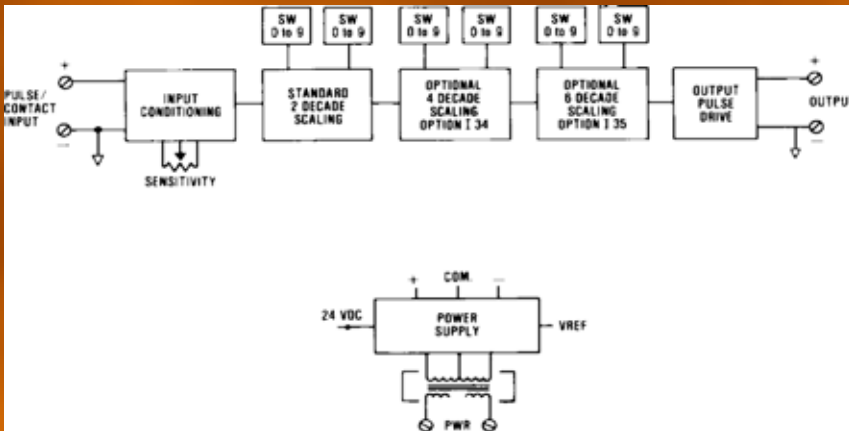 SW
0 to 9
SW
0 to 9
SW
0 to 9
SW
0 to 9
SW
0 to 9
SW
0 to 9
+
PULSE/
CONTACT
INPUT
—
INPUT
CONDITIONING
SENSITIVITY
STANDARD
2 DECADE
SCALING
OPTIONAL
4 DECADE
SCALING
OPTION I 34
OPTIONAL
6 DECADE
SCALING
OPTION I 35
OUTPUT
PULSE
DRIVE
+
OUTPUT
—
+ COM. —
24 VDC
POWER
SUPPLY
VREF
PWR